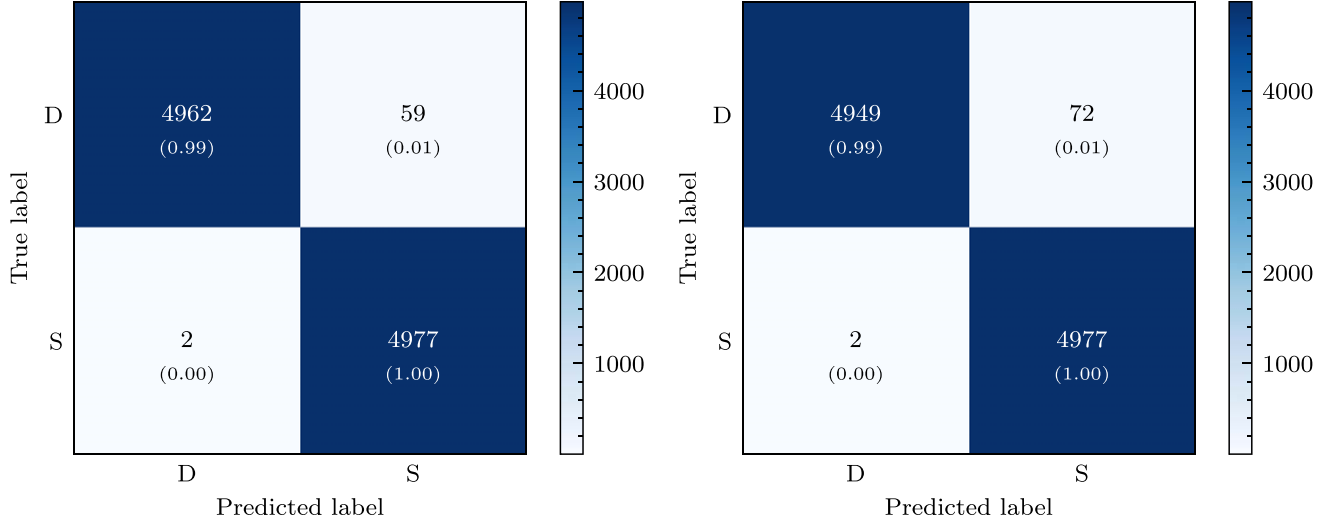 True label
D
S
4962
(0.99)
59
(0.01)
2
(0.00)
4977
(1.00)
D
S
Predicted label
4000
3000
2000
1000
True label
D
S
4949
(0.99)
72
(0.01)
2
(0.00)
4977
(1.00)
D
S
Predicted label
4000
3000
2000
1000